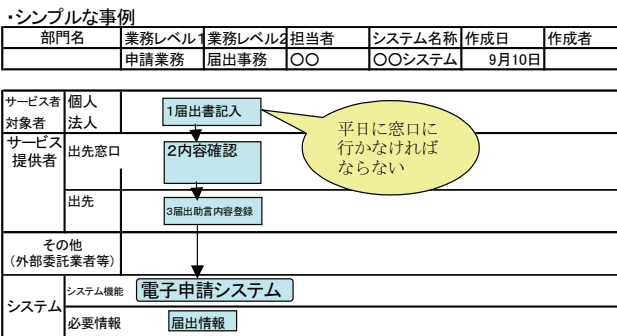 ・シンプルな事例
部門名 業務レベル1 業務レベル2 担当者 システム名称 作成日 作成者
申請業務 届出事務 〇〇 〇〇システム 9月10日
サービス者 個人
対象者 法人
1届出書記入
平日に窓口に
行かなければ
ならない
サービス
提供者
出先窓口
2内容確認
出先
3届出助言内容登録
その他
(外部委託業者等)
システム
システム機能
電子申請システム
必要情報
届出情報